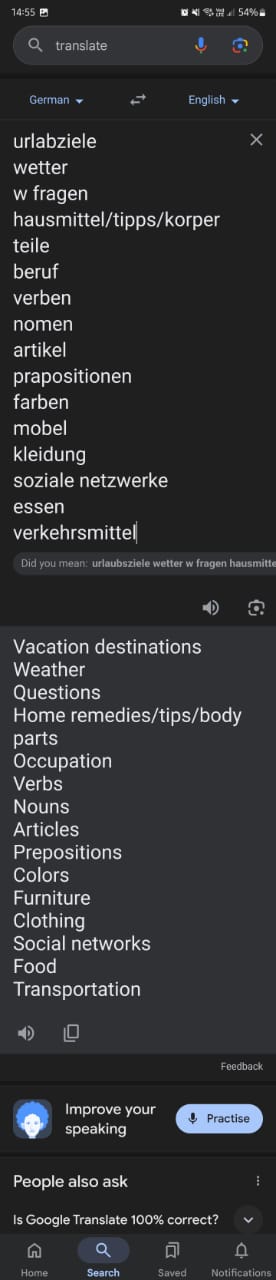 14:55 54%
translate
German English
urlabziele
wetter
w fragen
hausmittel/tipps/korper
teile
beruf
verben
nomen
artikel
prapositionen
farben
mobel
kleidung
soziale netzwerke
essen
verkehrsmittel
Did you mean: urlaubsziele wetter w fragen hausmitte
Vacation destinations
Weather
Questions
Home remedies/tips/body
parts
Occupation
Verbs
Nouns
Articles
Prepositions
Colors
Furniture
Clothing
Social networks
Food
Transportation
Feedback
Improve your
speaking
Practise
People also ask
Is Google Translate 100% correct?
Home Search Saved Notifications